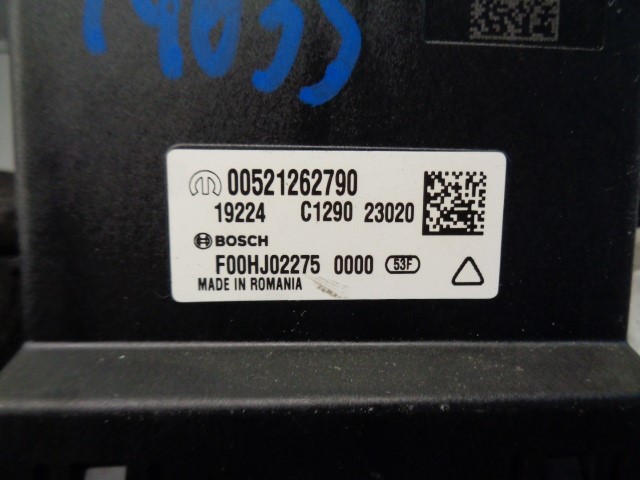 00521262790
19224 C1290 23020
BOSCH
F00HJ02275 0000 53F
MADE IN ROMANIA